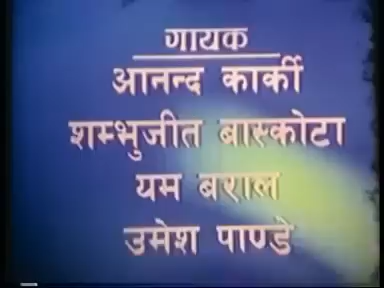 गायक
आनन्द कार्की
शम्भुजीत बास्कोटा
यम बराल
उमेश पाण्डे